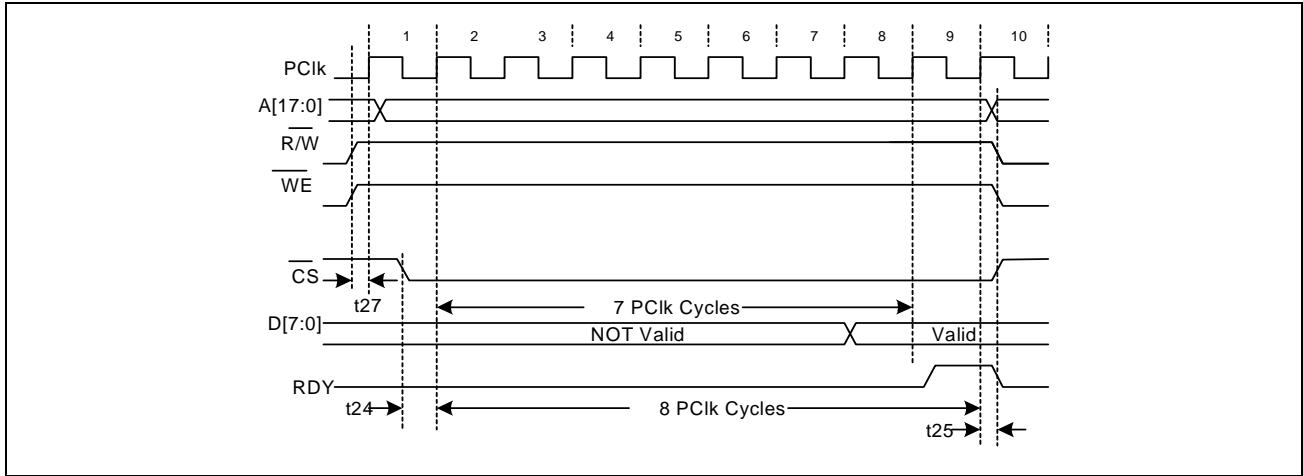 1 2 3 4 5 6 7 8 9 10
PClk
A[17:0]
R/W
WE
CS
t27
7 PClk Cycles
D[7:0]
NOT Valid
Valid
RDY
t24
8 PClk Cycles
t25